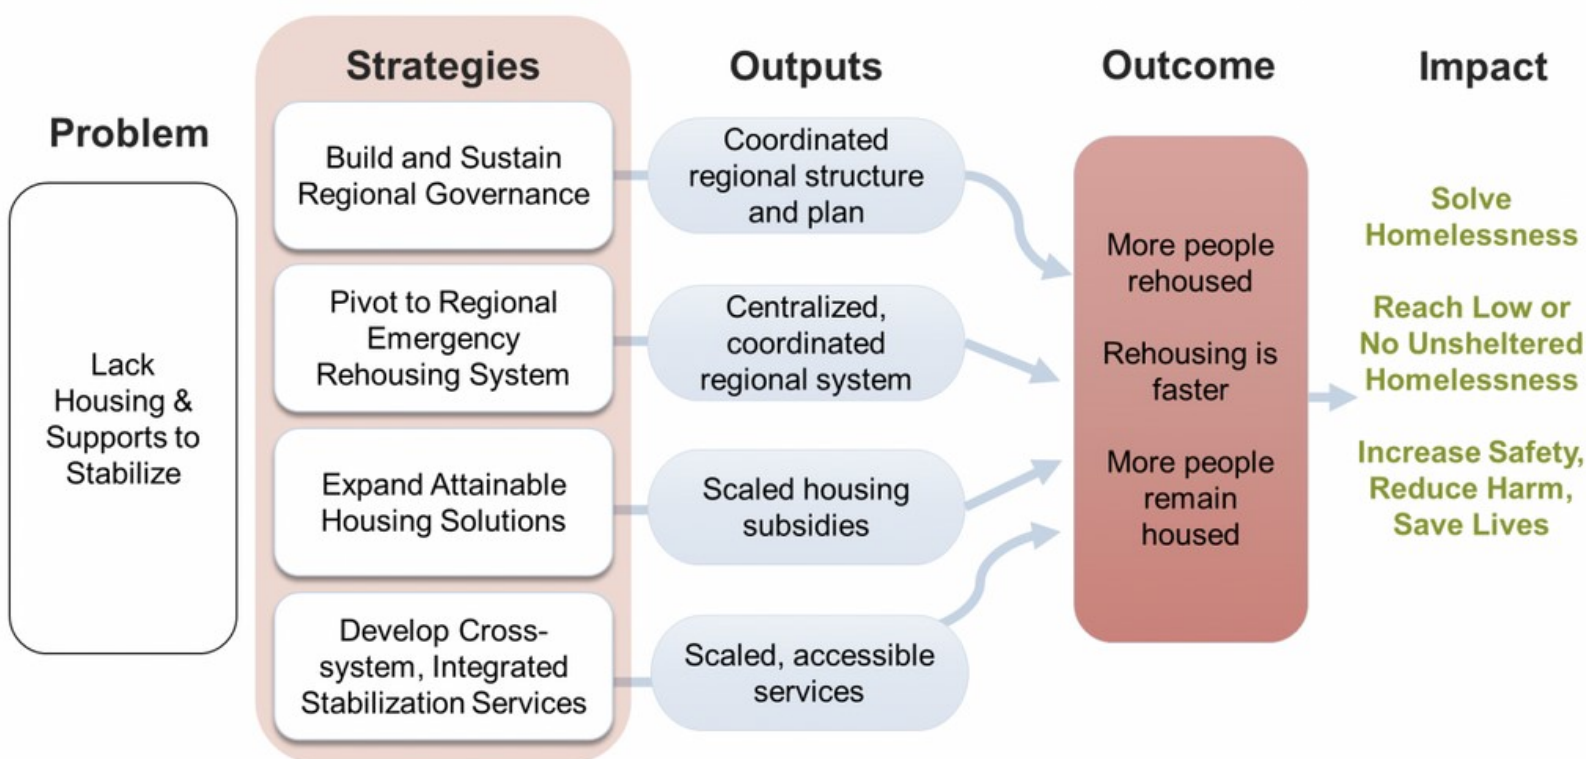 Problem
Lack
Housing &
Supports to
Stabilize
Strategies
Build and Sustain
Regional Governance
Pivot to Regional
Emergency
Rehousing System
Expand Attainable
Housing Solutions
Develop Cross-
system, Integrated
Stabilization Services
Outputs
Coordinated
regional structure
and plan
Centralized,
coordinated
regional system
Scaled housing
subsidies
Scaled, accessible
services
Outcome
More people
rehoused
Rehousing is
faster
More people
remain
housed
Impact
Solve
Homelessness
Reach Low or
No Unsheltered
Homelessness
Increase Safety,
Reduce Harm,
Save Lives